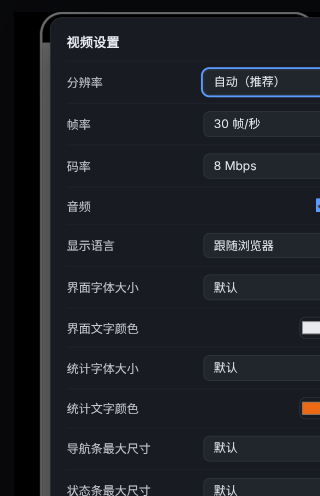 视频设置
分辨率 自动（推荐）
帧率 30 帧/秒
码率 8 Mbps
音频
显示语言 跟随浏览器
界面字体大小 默认
界面文字颜色
统计字体大小 默认
统计文字颜色
导航条最大尺寸 默认
状态条最大尺寸 默认